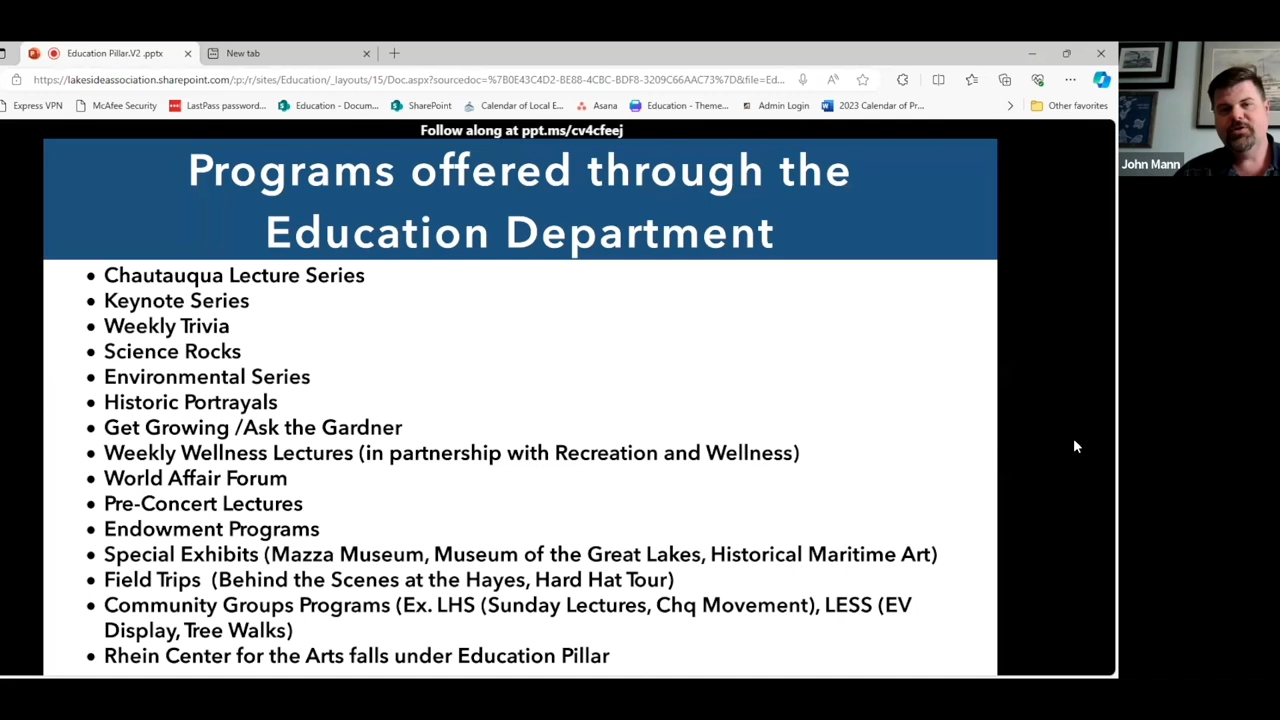 Education Pillar.V2 .pptx
New tab
https://lakesideassociation.sharepoint.com/:p:/r/sites/Education/_layouts/15/Doc.aspx?sourcedoc=%7B0E43C4D2-BE88-4CBC-BDF8-3209C66AAC73%7D&file=Ed...
Express VPN
McAfee Security
LastPass password...
Education - Docum...
SharePoint
Calendar of Local E...
Asana
Education - Theme...
Admin Login
2023 Calendar of Pr...
Other favorites
Follow along at ppt.ms/cv4cfeej
John Mann
Programs offered through the
Education Department
• Chautauqua Lecture Series
• Keynote Series
• Weekly Trivia
• Science Rocks
• Environmental Series
• Historic Portrayals
• Get Growing /Ask the Gardner
• Weekly Wellness Lectures (in partnership with Recreation and Wellness)
• World Affair Forum
• Pre-Concert Lectures
• Endowment Programs
• Special Exhibits (Mazza Museum, Museum of the Great Lakes, Historical Maritime Art)
• Field Trips  (Behind the Scenes at the Hayes, Hard Hat Tour)
• Community Groups Programs (Ex. LHS (Sunday Lectures, Chq Movement), LESS (EV
Display, Tree Walks)
• Rhein Center for the Arts falls under Education Pillar